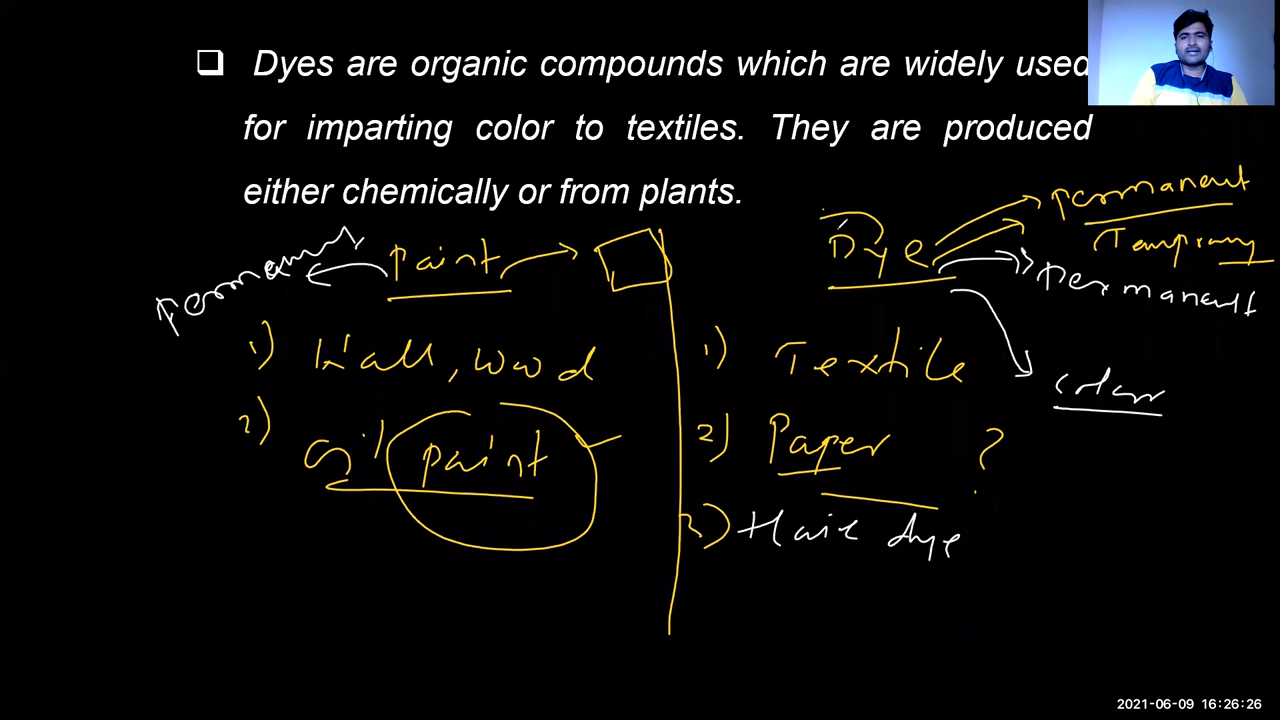 ❑ Dyes are organic compounds which are widely used
for imparting color to textiles. They are produced
either chemically or from plants.
permanent
Temprary
permanent
paint
Dye
permanent
1) Wall, wood
1) Textile
colour
2) oil paint
2) Paper ?
3) Hair dye
2021-06-09 16:26:26